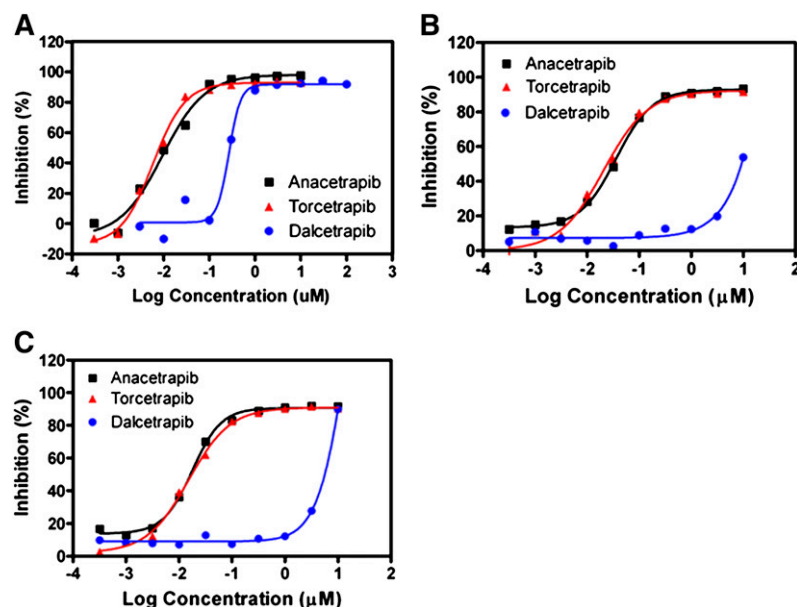 A
120
100
80
60
40
20
0
-20
Inhibition (%)
Anacetrapib
Torcetrapib
Dalcetrapib
-4 -3 -2 -1 0 1 2 3
Log Concentration (uM)
B
120
100
80
60
40
20
0
Inhibition (%)
Anacetrapib
Torcetrapib
Dalcetrapib
-4 -3 -2 -1 0 1 2
Log Concentration (μM)
C
120
100
80
60
40
20
0
Inhibition (%)
Anacetrapib
Torcetrapib
Dalcetrapib
-4 -3 -2 -1 0 1 2
Log Concentration (μM)